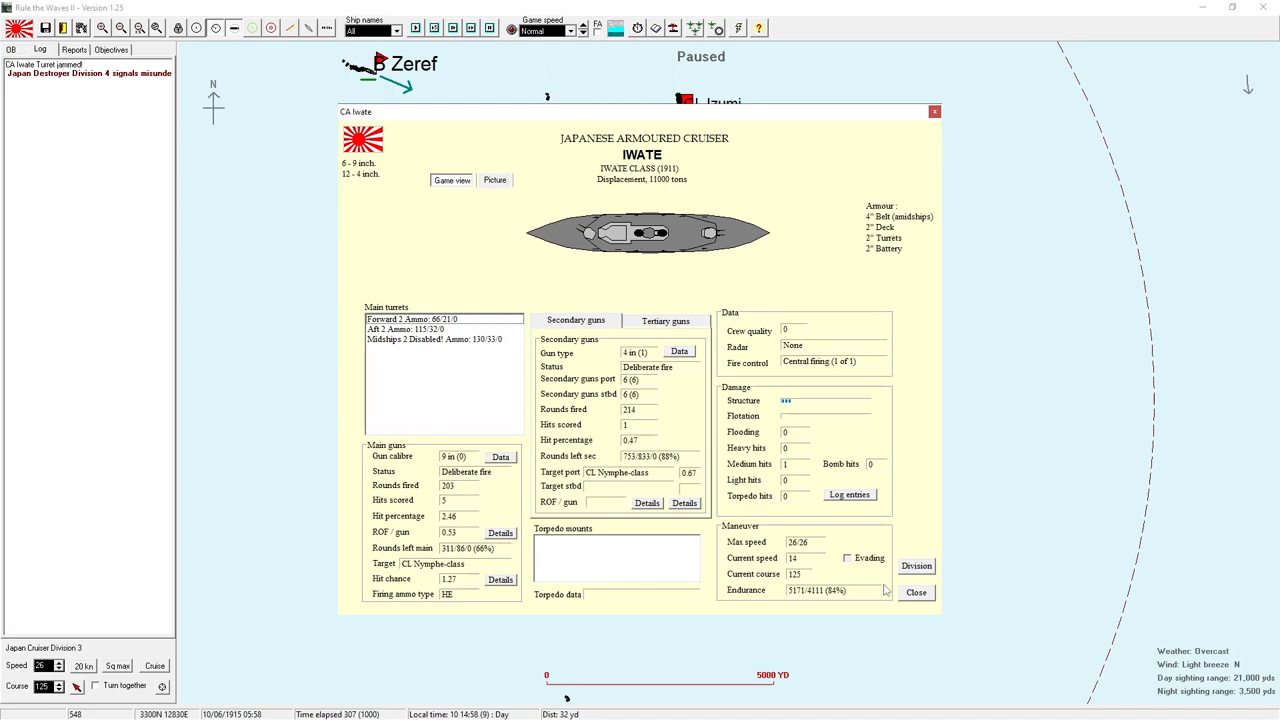 Rule the Waves II - Version 1.25
Ship names
All
Game speed
Normal
FA
OB
Log
Reports
Objectives
CA Iwate Turret jammed!
Japan Destroyer Division 4 signals misunde
B Zeref
Paused
N
CL Izumi
CA Iwate
6 - 9 inch.
12 - 4 inch.
JAPANESE ARMOURED CRUISER
IWATE
IWATE CLASS (1911)
Displacement, 11000 tons
Game view
Picture
Armour :
4" Belt (amidships)
2" Deck
2" Turrets
2" Battery
Main turrets
Forward 2 Ammo: 66/21/0
Aft 2 Ammo: 115/32/0
Midships 2 Disabled! Ammo: 130/33/0
Main guns
Gun calibre 9 in (0) Data
Status Deliberate fire
Rounds fired 203
Hits scored 5
Hit percentage 2.46
ROF / gun 0.53 Details
Rounds left main 311/86/0 (66%)
Target CL Nymphe-class
Hit chance 1.27 Details
Firing ammo type HE
Secondary guns
Tertiary guns
Secondary guns
Gun type 4 in (1) Data
Status Deliberate fire
Secondary guns port 6 (6)
Secondary guns stbd 6 (6)
Rounds fired 214
Hits scored 1
Hit percentage 0.47
Rounds left sec 753/833/0 (88%)
Target port CL Nymphe-class 0.67
Target stbd
ROF / gun Details Details
Torpedo mounts
Torpedo data
Data
Crew quality 0
Radar None
Fire control Central firing (1 of 1)
Damage
Structure
Flotation
Flooding 0
Heavy hits 0
Medium hits 1 Bomb hits 0
Light hits 0
Torpedo hits 0 Log entries
Maneuver
Max speed 26/26
Current speed 14 Evading
Current course 125
Endurance 5171/4111 (84%)
Division
Close
Japan Cruiser Division 3
Speed 26 20 kn Sq max Cruise
Course 125 Turn together
0 5000 YD
Weather: Overcast
Wind: Light breeze N
Day sighting range: 21,000 yds
Night sighting range: 3,500 yds
548 3300N 12830E 10/06/1915 05:58 Time elapsed 307 (1000) Local time: 10 14:58 (9) : Day Dist: 32 yd